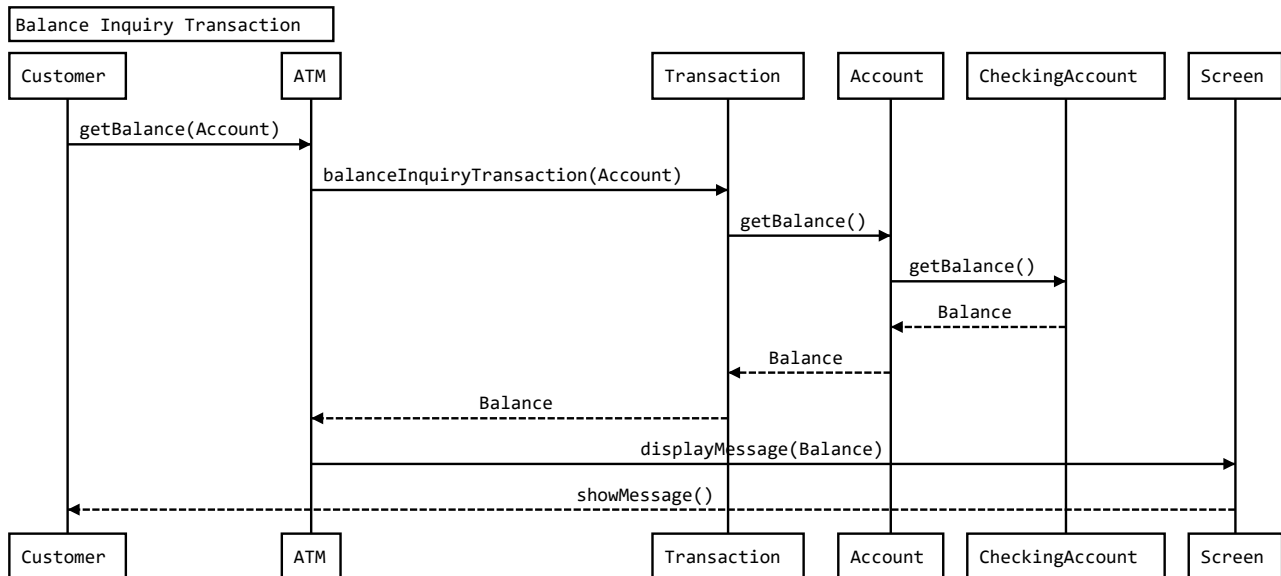 Balance Inquiry Transaction
Customer ATM Transaction Account CheckingAccount Screen
getBalance(Account)
balanceInquiryTransaction(Account)
getBalance()
getBalance()
Balance
Balance
Balance
displayMessage(Balance)
showMessage()
Customer ATM Transaction Account CheckingAccount Screen